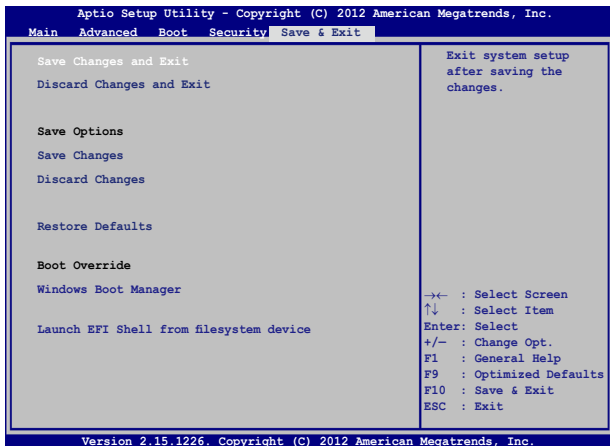 Aptio Setup Utility - Copyright (C) 2012 American Megatrends, Inc.
Main Advanced Boot Security Save & Exit
Save Changes and Exit
Discard Changes and Exit
Save Options
Save Changes
Discard Changes
Restore Defaults
Boot Override
Windows Boot Manager
Launch EFI Shell from filesystem device
Exit system setup
after saving the
changes.
→← : Select Screen
↑↓ : Select Item
Enter: Select
+/— : Change Opt.
F1 : General Help
F9 : Optimized Defaults
F10 : Save & Exit
ESC : Exit
Version 2.15.1226. Copyright (C) 2012 American Megatrends, Inc.